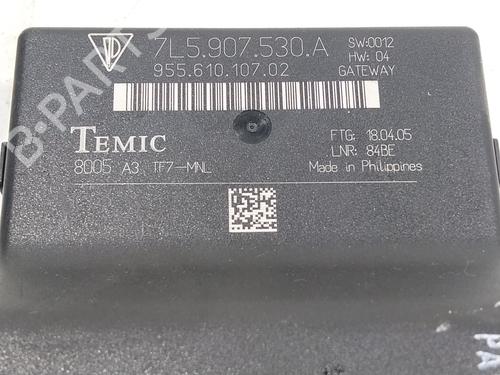 7L5.907.530.A
SW:0012
955.610.107.02
HW: 04
GATEWAY
TEMIC
FTG: 18.04.05
LNR: 84BE
8005 A3 TF7-MNL
Made in Philippines
B-PARTS
PA